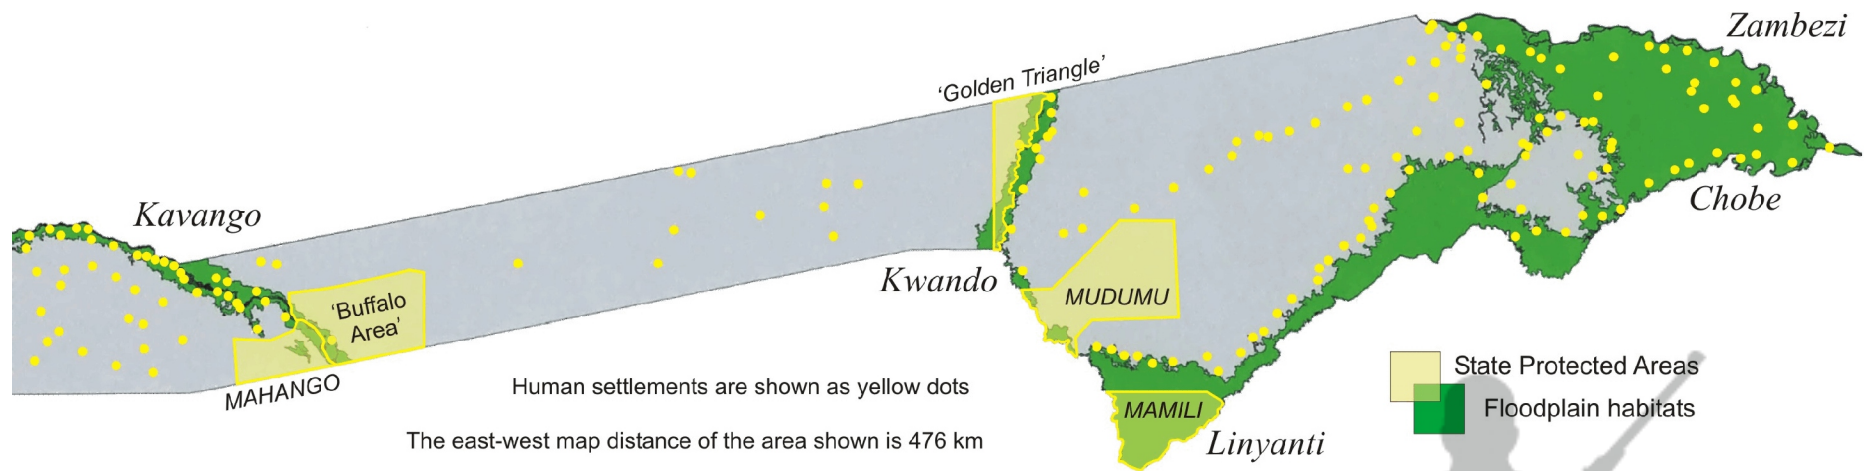 Zambezi
'Golden Triangle'
Kavango
Chobe
Kwando
'Buffalo
Area'
MUDUMU
MAHANGO
Human settlements are shown as yellow dots
State Protected Areas
MAMILI
Floodplain habitats
The east-west map distance of the area shown is 476 km
Linyanti